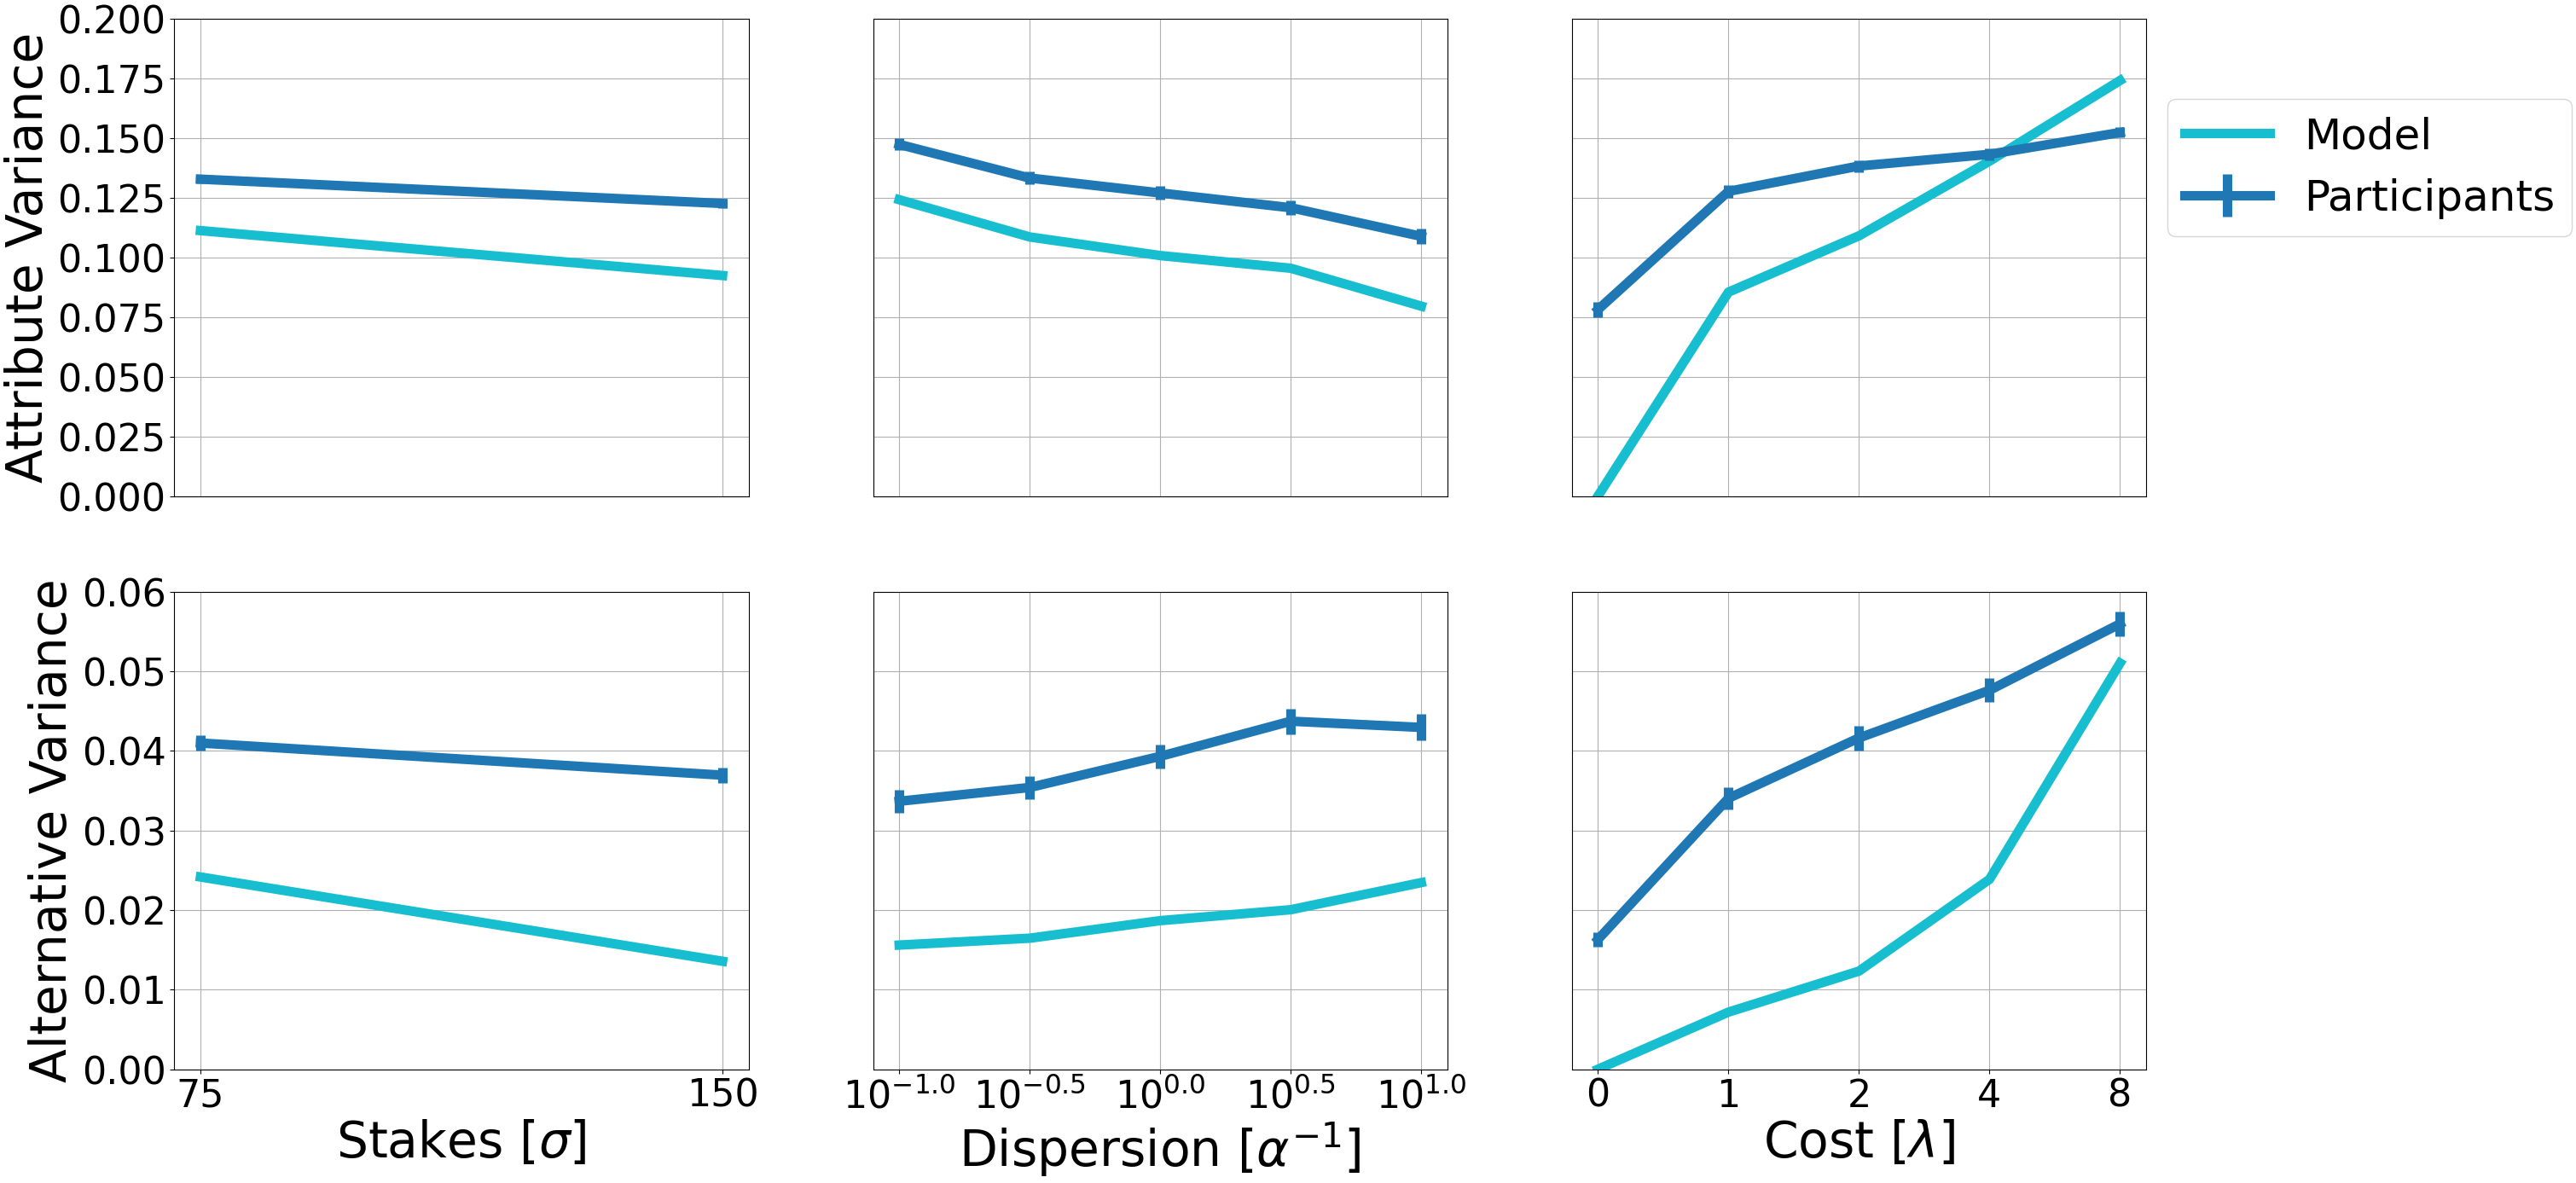 Attribute Variance
0.200
0.175
0.150
0.125
0.100
0.075
0.050
0.025
0.000
Model
Participants
Alternative Variance
0.06
0.05
0.04
0.03
0.02
0.01
0.00
75 150
Stakes [σ]
10^{-1.0} 10^{-0.5} 10^{0.0} 10^{0.5} 10^{1.0}
Dispersion [α^{-1}]
0 1 2 4 8
Cost [λ]